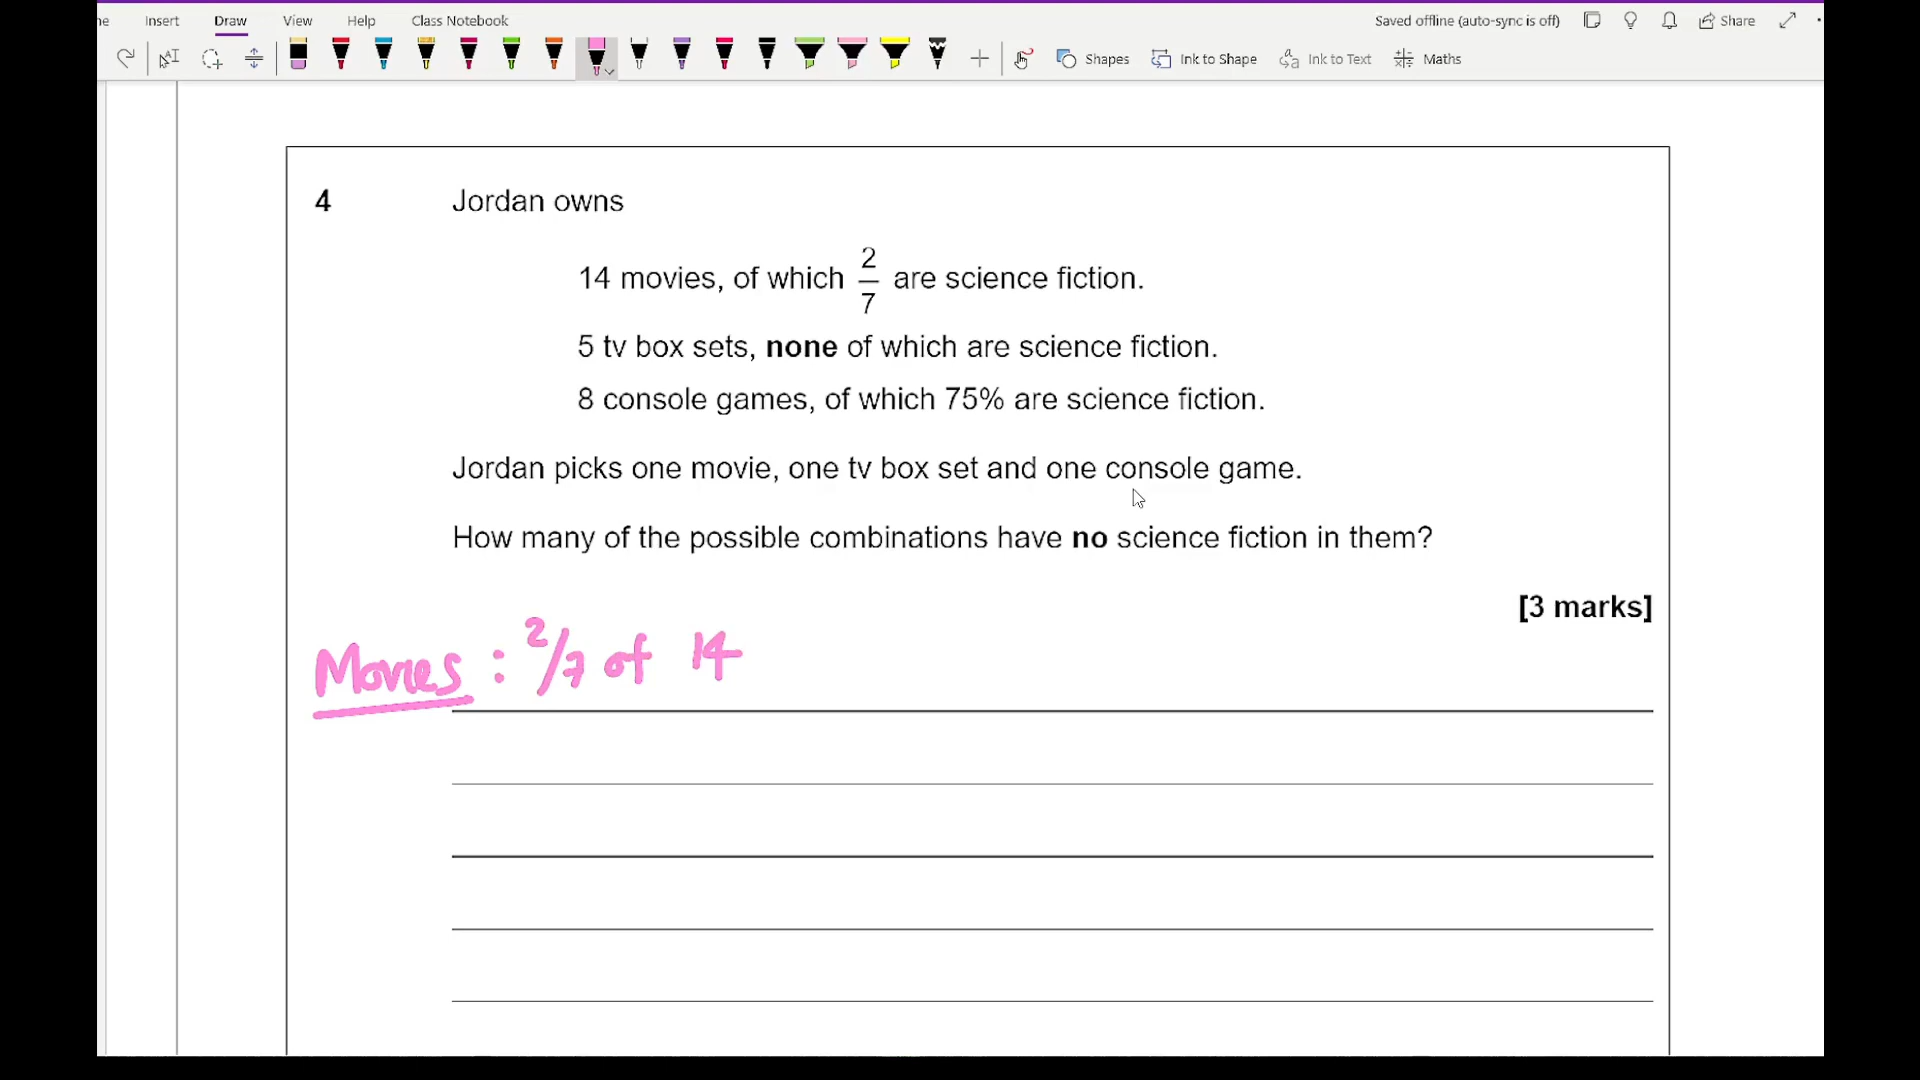 ne Insert Draw View Help Class Notebook Saved offline (auto-sync is off) Share
Shapes Ink to Shape Ink to Text Maths
4 Jordan owns
14 movies, of which 2/7 are science fiction.
5 tv box sets, none of which are science fiction.
8 console games, of which 75% are science fiction.
Jordan picks one movie, one tv box set and one console game.
How many of the possible combinations have no science fiction in them?
[3 marks]
Movies : 2/7 of 14